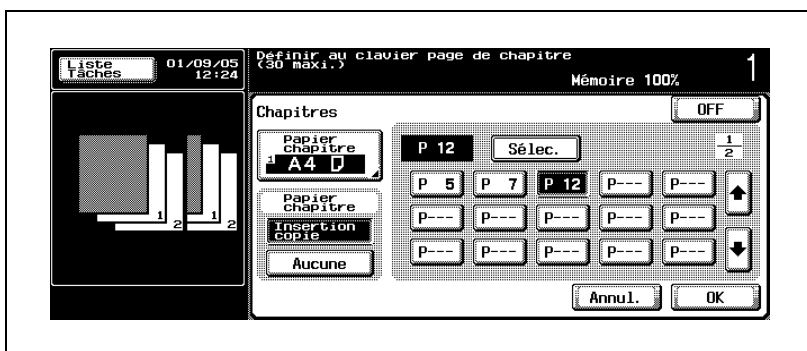 Liste
Tâches
01/09/05
12:24
Définir au clavier page de chapitre
(30 maxi.)
Mémoire 100%
1
Chapitres
OFF
Papier
chapitre
1 A4
P 12
Sélec.
1
2
P 5 P 7 P 12 P--- P---
Papier
chapitre
Insertion
copie
P--- P--- P--- P--- P---
Aucune
P--- P--- P--- P--- P---
1
2
1
2
Annul.
OK